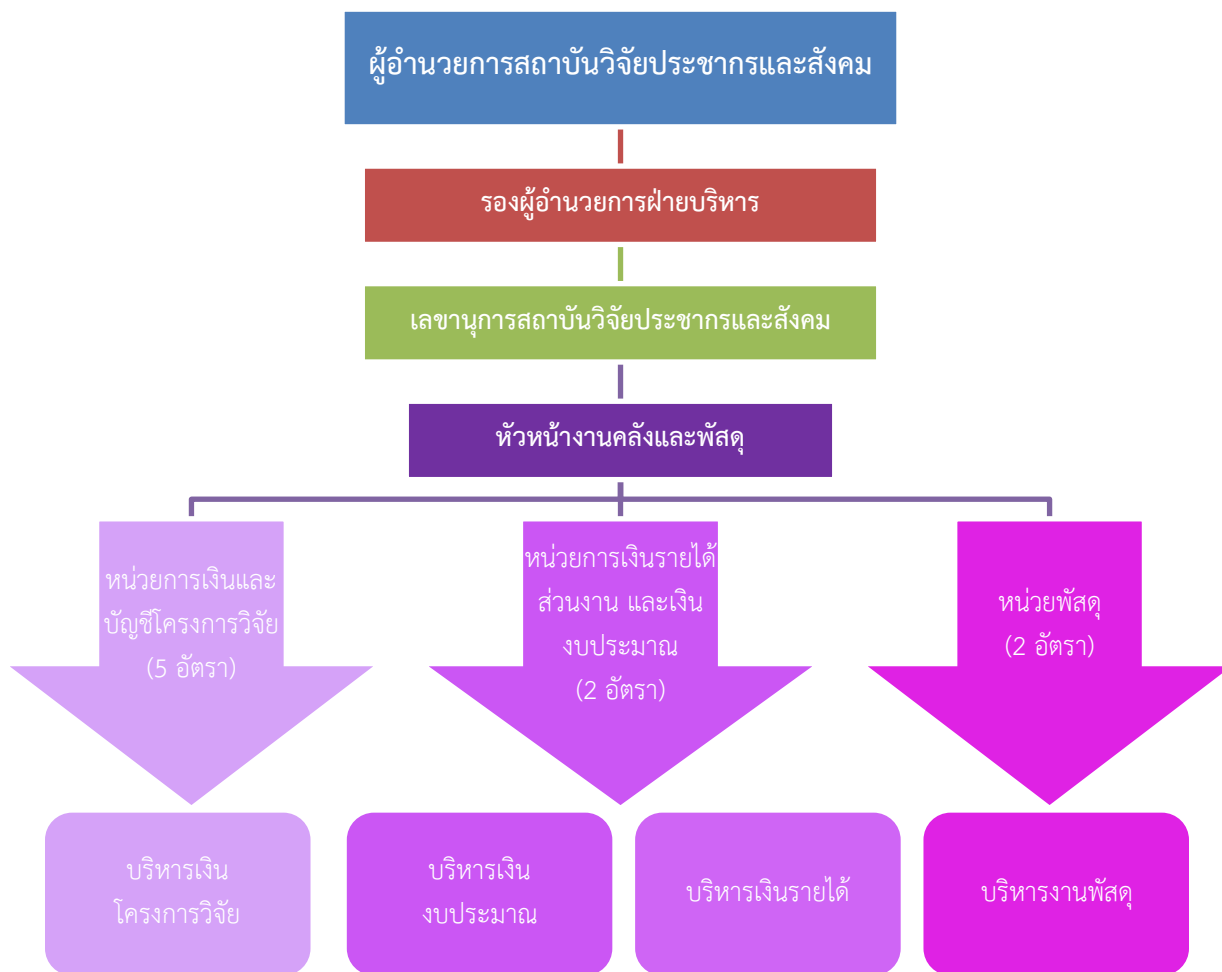 ผู้อำนวยการสถาบันวิจัยประชากรและสังคม
รองผู้อำนวยการฝ่ายบริหาร
เลขานุการสถาบันวิจัยประชากรและสังคม
หัวหน้างานคลังและพัสดุ
หน่วยการเงินและ
บัญชีโครงการวิจัย
(5 อัตรา)
หน่วยการเงินรายได้
ส่วนงาน และเงิน
งบประมาณ
(2 อัตรา)
หน่วยพัสดุ
(2 อัตรา)
บริหารเงิน
โครงการวิจัย
บริหารเงิน
งบประมาณ
บริหารเงินรายได้
บริหารงานพัสดุ